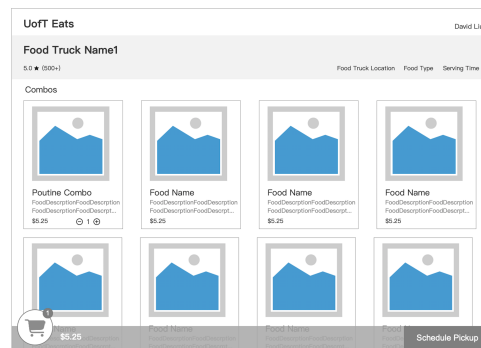 UofT Eats
David Liu
Food Truck Name1
5.0 ★ (500+)
Food Truck Location Food Type Serving Time
Combos
Poutine Combo
FoodDescrptionFoodDescrption
FoodDescrptionFoodDescrpt...
$5.25
1
Food Name
FoodDescrptionFoodDescrption
FoodDescrptionFoodDescrpt...
$5.25
Food Name
FoodDescrptionFoodDescrption
FoodDescrptionFoodDescrpt...
$5.25
Food Name
FoodDescrptionFoodDescrption
FoodDescrptionFoodDescrpt...
$5.25
1
Name
Food Name
Food Name
Food
$5.25
Schedule Pickup